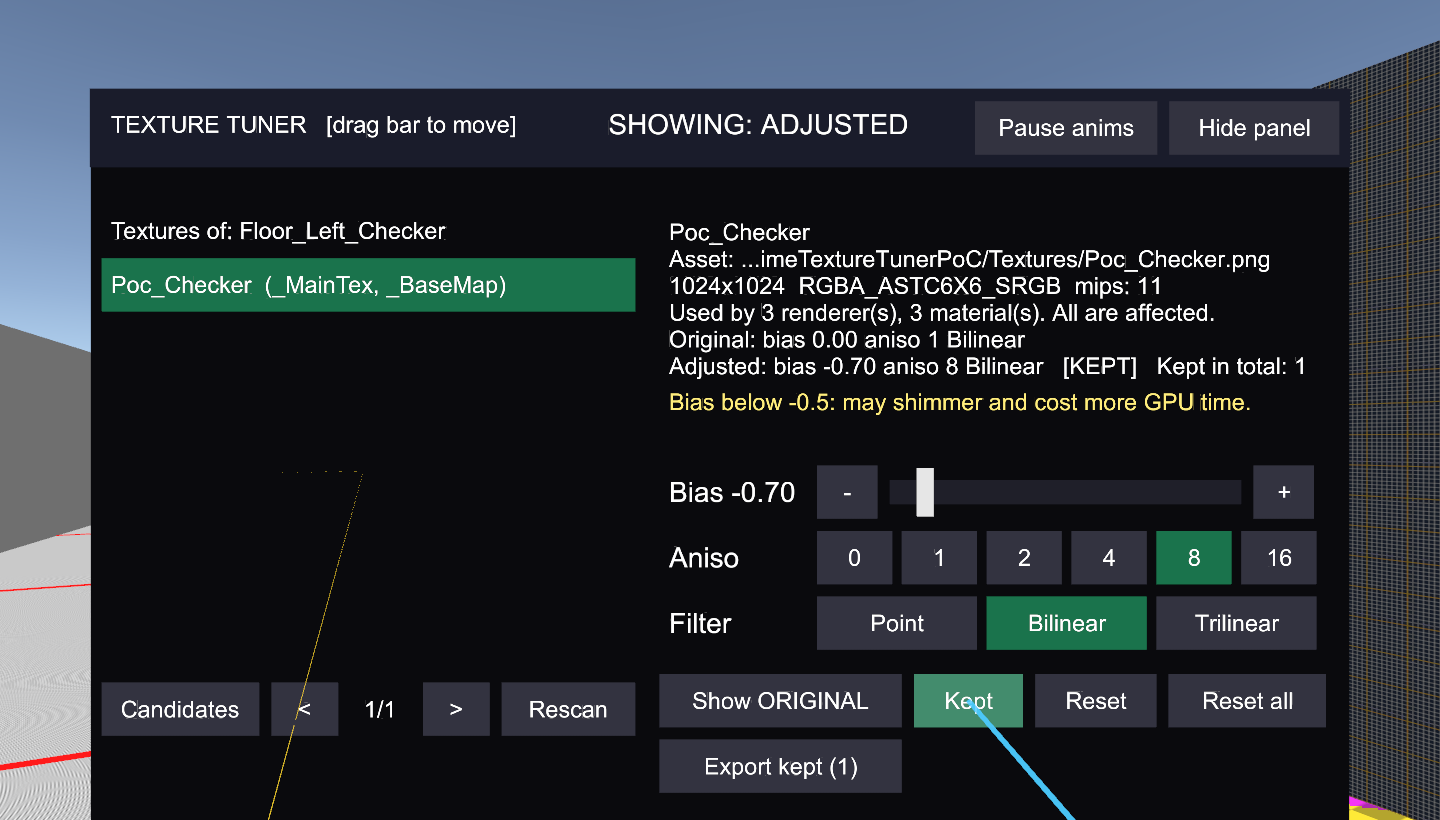 TEXTURE TUNER [drag bar to move]
SHOWING: ADJUSTED
Pause anims
Hide panel
Textures of: Floor_Left_Checker
Poc_Checker (_MainTex, _BaseMap)
Candidates
<
1/1
>
Rescan
Poc_Checker
Asset: ...imeTextureTunerPoC/Textures/Poc_Checker.png
1024x1024 RGBA_ASTC6X6_SRGB mips: 11
Used by 3 renderer(s), 3 material(s). All are affected.
Original: bias 0.00 aniso 1 Bilinear
Adjusted: bias -0.70 aniso 8 Bilinear [KEPT] Kept in total: 1
Bias below -0.5: may shimmer and cost more GPU time.
Bias -0.70
-
+
Aniso
0
1
2
4
8
16
Filter
Point
Bilinear
Trilinear
Show ORIGINAL
Kept
Reset
Reset all
Export kept (1)